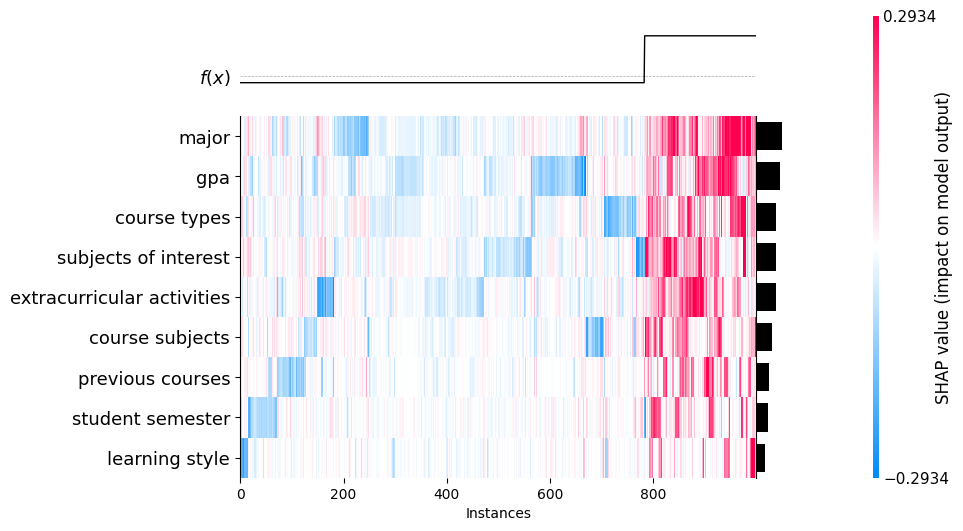 0.2934
f(x)
major
gpa
course types
subjects of interest
extracurricular activities
course subjects
previous courses
student semester
learning style
SHAP value (impact on model output)
−0.2934
0 200 400 600 800
Instances